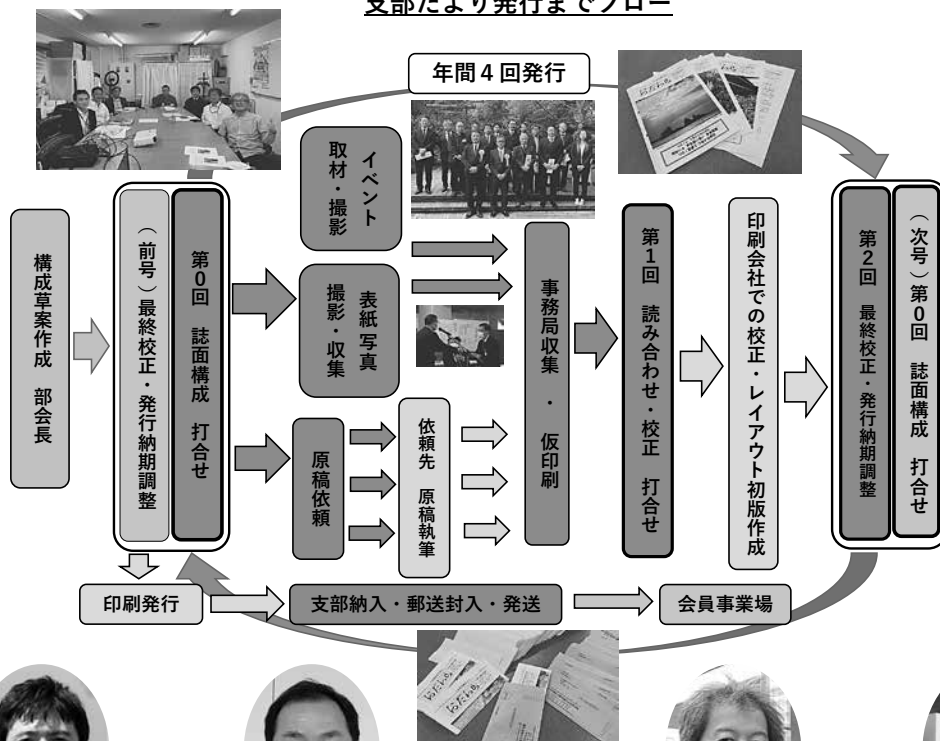 支部だより発行までフロー
年間４回発行
構成草案作成　部会長
（前号）最終校正・発行納期調整
第０回　誌面構成　打合せ
イベント
取材・撮影
表紙写真
撮影・収集
原稿依頼
依頼先　原稿執筆
事務局収集　・　仮印刷
第１回　読み合わせ・校正　打合せ
印刷会社での校正・レイアウト初版作成
第２回　最終校正・発行納期調整
（次号）第０回　誌面構成　打合せ
印刷発行
支部納入・郵送封入・発送
会員事業場